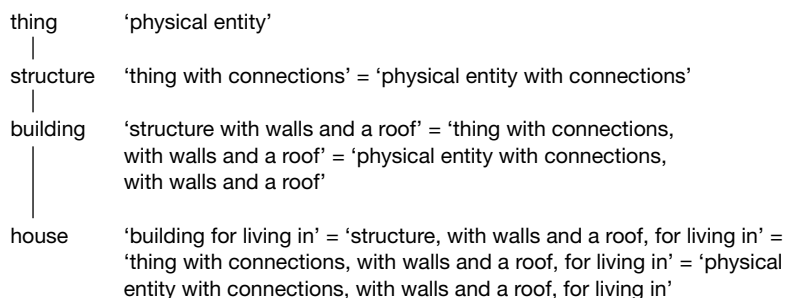 thing ‘physical entity’
structure ‘thing with connections’ = ‘physical entity with connections’
building ‘structure with walls and a roof’ = ‘thing with connections,
with walls and a roof’ = ‘physical entity with connections,
with walls and a roof’
house ‘building for living in’ = ‘structure, with walls and a roof, for living in’ =
‘thing with connections, with walls and a roof, for living in’ = ‘physical
entity with connections, with walls and a roof, for living in’